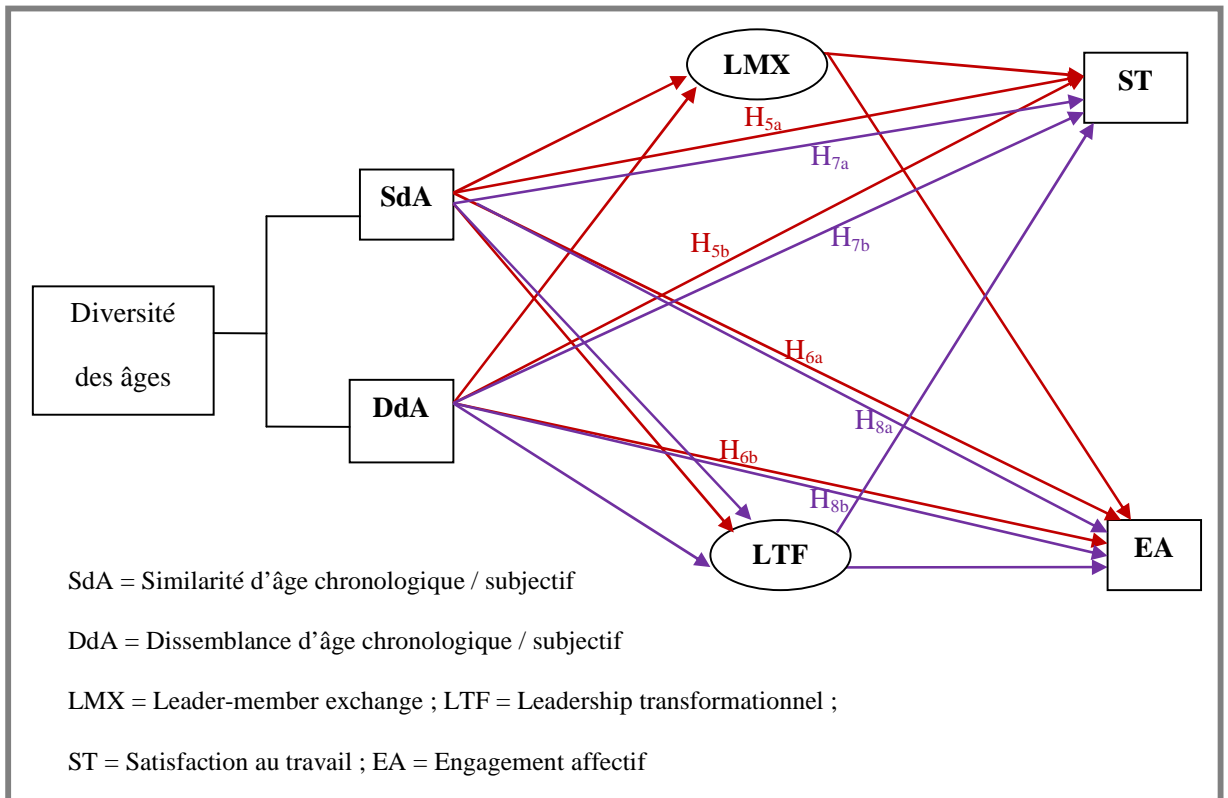 LMX
ST
H5a
H7a
SdA
H5b
H7b
Diversité
des âges
H6a
DdA
H8a
H6b
H8b
LTF
EA
SdA = Similarité d’âge chronologique / subjectif
DdA = Dissemblance d’âge chronologique / subjectif
LMX = Leader-member exchange ; LTF = Leadership transformationnel ;
ST = Satisfaction au travail ; EA = Engagement affectif